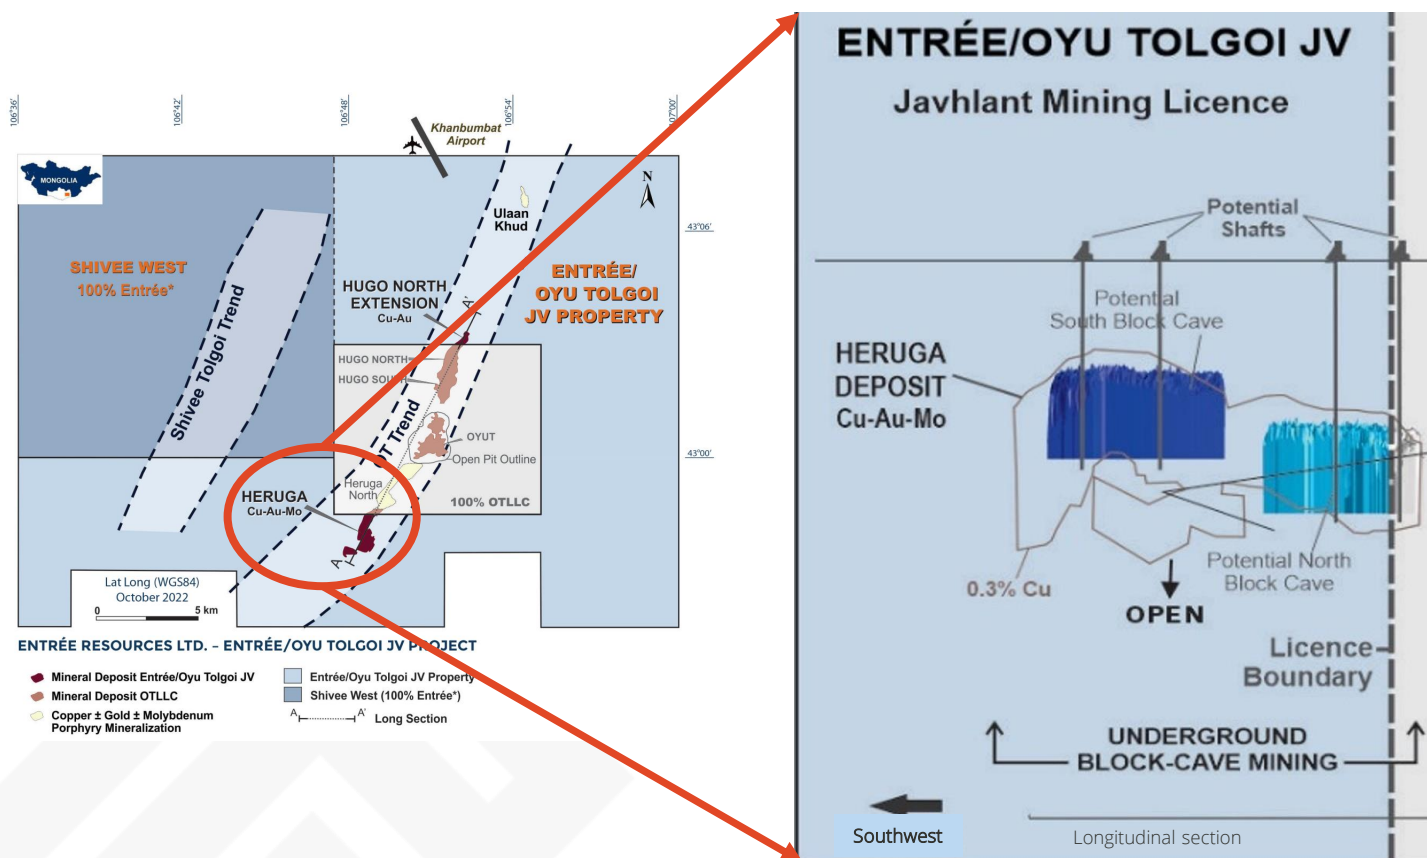 106°36'
106°42'
106°48'
106°54'
107°00'
Khanbumbat
Airport
MONGOLIA
N
Ulaan
Khud
43°06'
SHIVEE WEST
100% Entrée*
Shivee Tolgoi Trend
HUGO NORTH
EXTENSION
Cu-Au
A'
ENTRÉE/
OYU TOLGOI
JV PROPERTY
HUGO NORTH
HUGO SOUTH
OT Trend
OYUT
Open Pit Outline
43°00'
Heruga
North
100% OTLLC
HERUGA
Cu-Au-Mo
A
Lat Long (WGS84)
October 2022
0 5 km
ENTRÉE RESOURCES LTD. – ENTRÉE/OYU TOLGOI JV PROJECT
Mineral Deposit Entrée/Oyu Tolgoi JV
Mineral Deposit OTLLC
Copper ± Gold ± Molybdenum
Porphyry Mineralization
Entrée/Oyu Tolgoi JV Property
Shivee West (100% Entrée*)
A A' Long Section
ENTRÉE/OYU TOLGOI JV
Javhlant Mining Licence
Potential
Shafts
Potential
South Block Cave
HERUGA
DEPOSIT
Cu-Au-Mo
0.3% Cu
Potential North
Block Cave
OPEN
Licence
Boundary
UNDERGROUND
BLOCK-CAVE MINING
Southwest
Longitudinal section